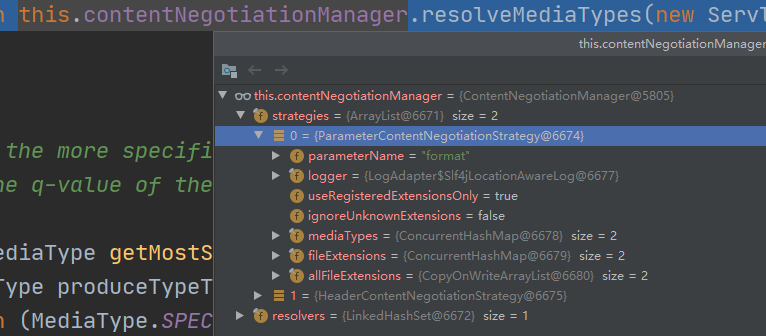 n this.contentNegotiationManager.resolveMediaTypes(new Servl
this.contentNegotiationManager
this.contentNegotiationManager = {ContentNegotiationManager@5805}
strategies = {ArrayList@6671} size = 2
0 = {ParameterContentNegotiationStrategy@6674}
the more specifi
parameterName = "format"
logger = {LogAdapter$Slf4jLocationAwareLog@6677}
ne q-value of the
useRegisteredExtensionsOnly = true
ignoreUnknownExtensions = false
mediaTypes = {ConcurrentHashMap@6678} size = 2
ediaType getMostS
fileExtensions = {ConcurrentHashMap@6679} size = 2
allFileExtensions = {CopyOnWriteArrayList@6680} size = 2
Type produceTypeT
1 = {HeaderContentNegotiationStrategy@6675}
n (MediaType.SPEC
resolvers = {LinkedHashSet@6672} size = 1